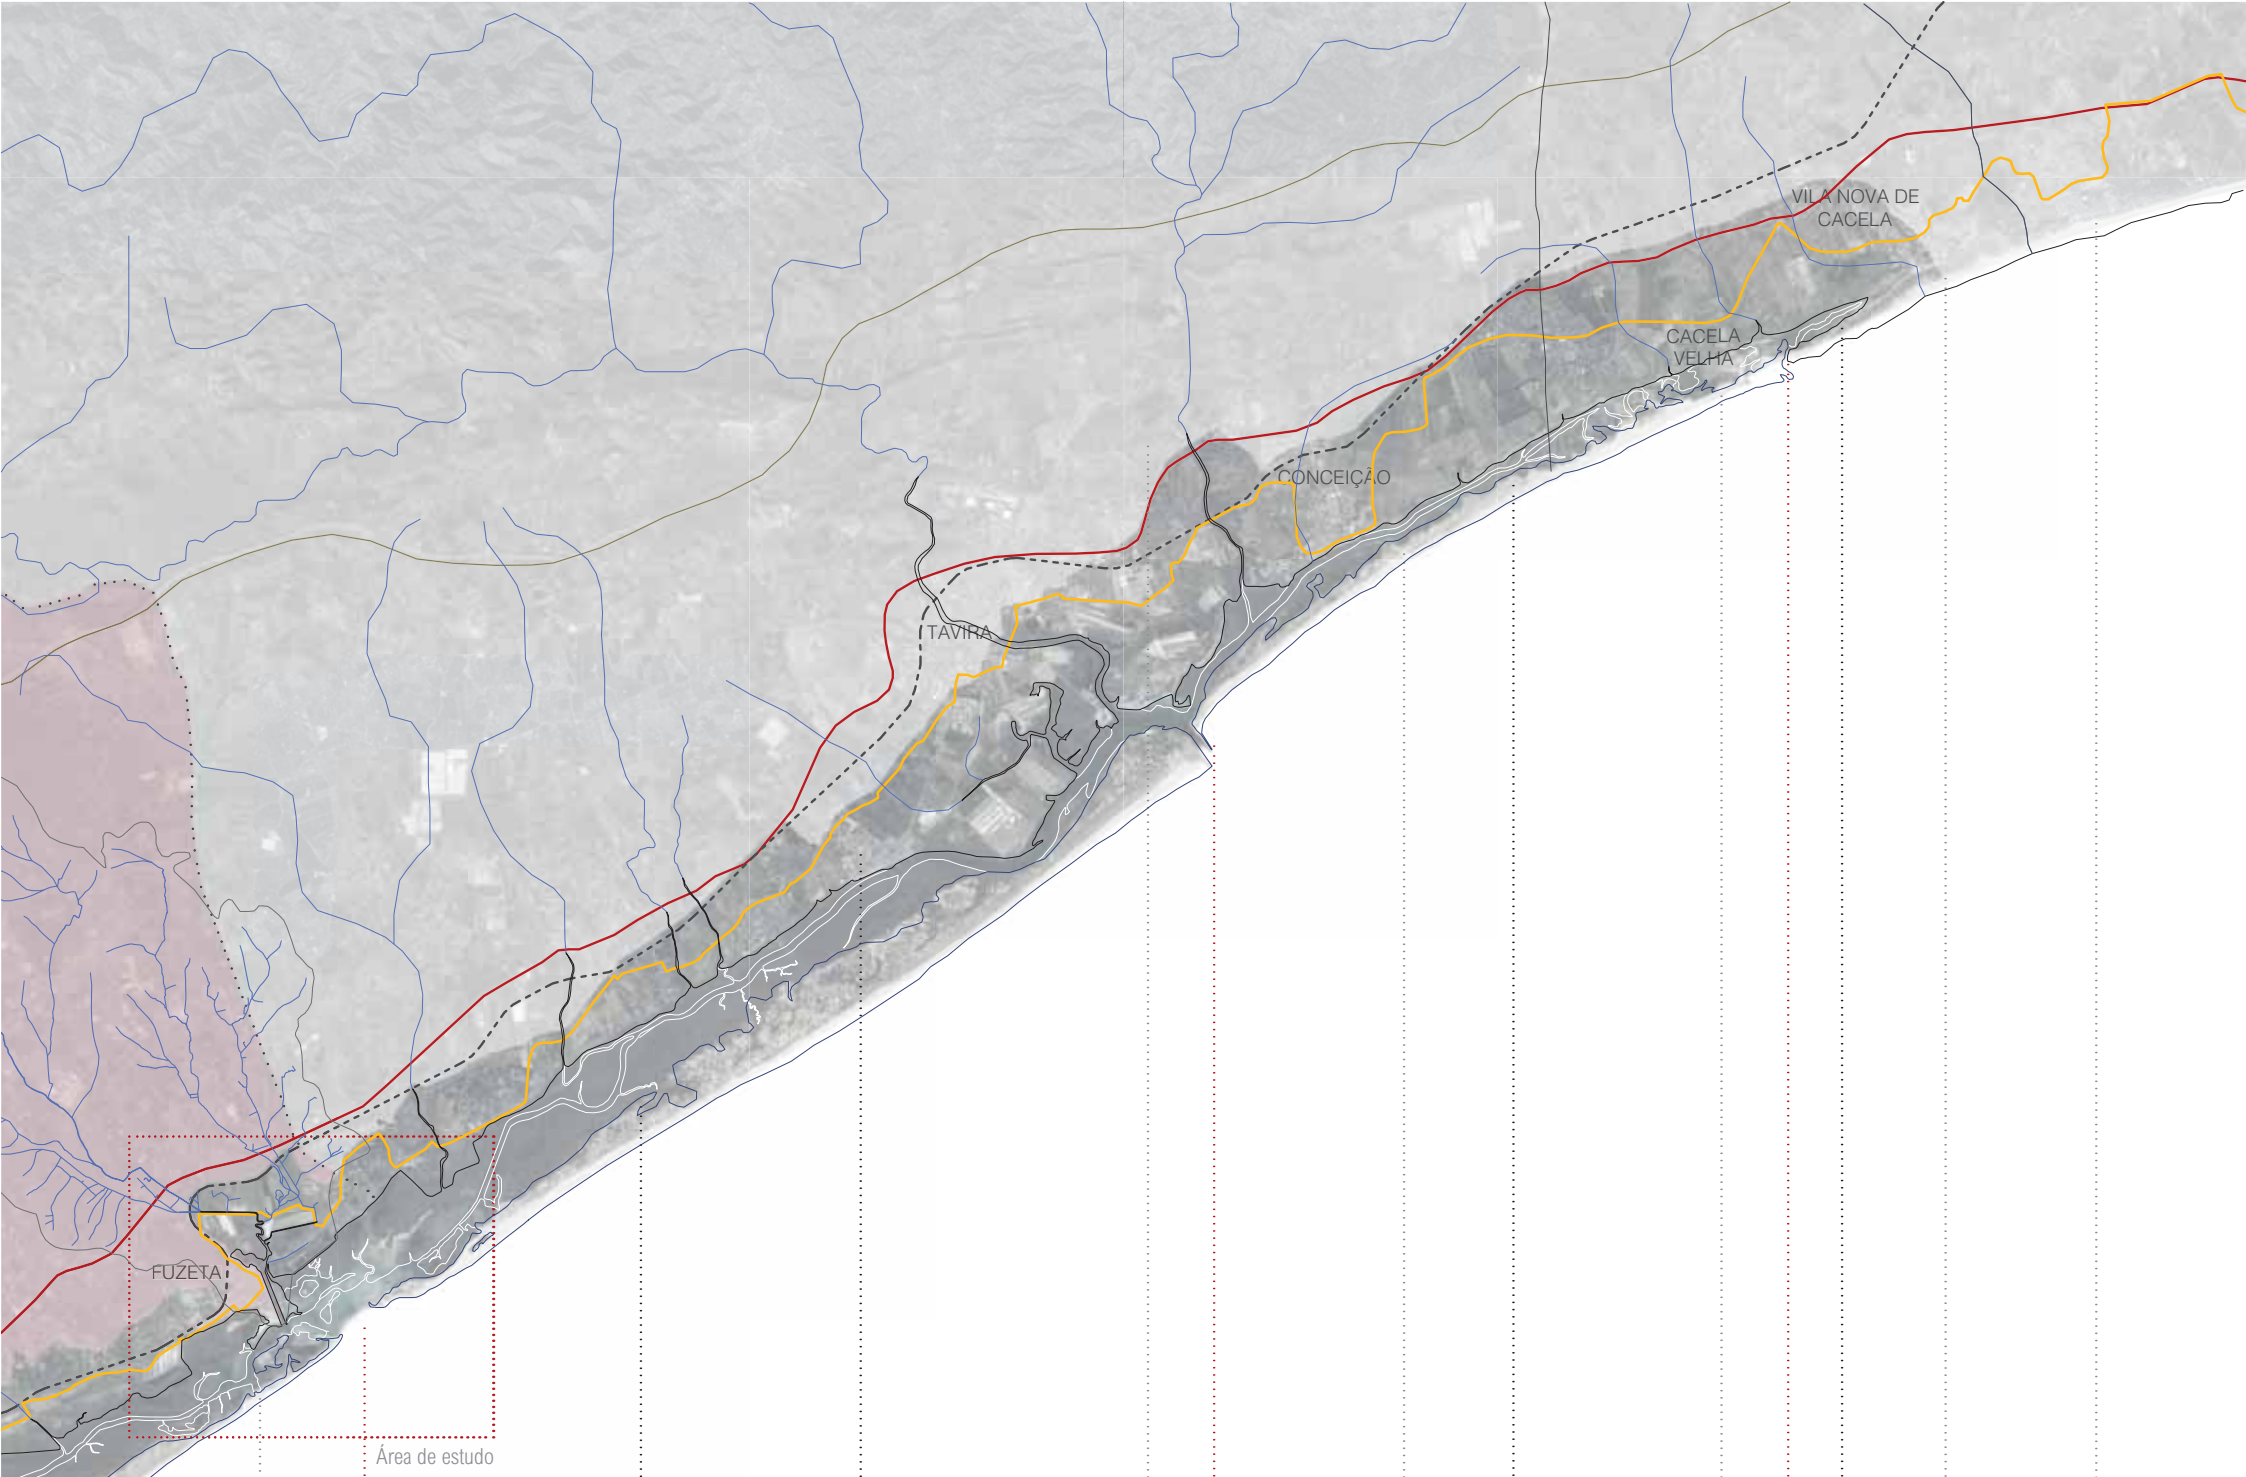 VILA NOVA DE
CACELA
CACELA
VELHA
CONCEIÇÃO
TAVIRA
FUZETA
Área de estudo